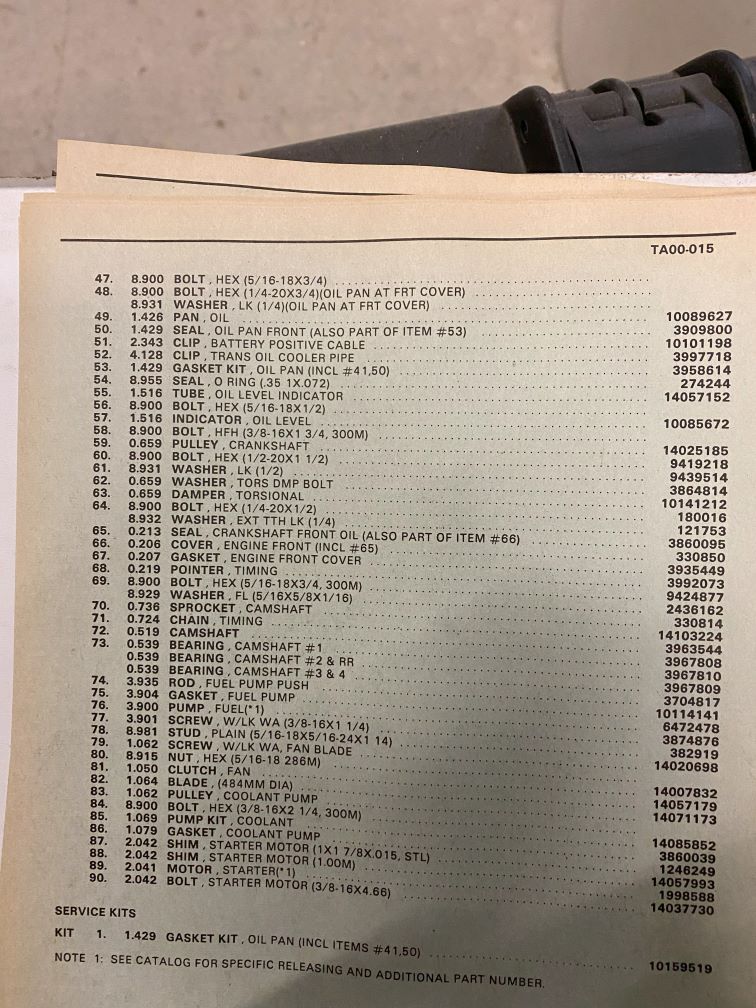 TA00-015
47. 8.900 BOLT , HEX (5/16-18X3/4)
48. 8.900 BOLT , HEX (1/4-20X3/4)(OIL PAN AT FRT COVER)
8.931 WASHER , LK (1/4)(OIL PAN AT FRT COVER)
49. 1.426 PAN , OIL 10089627
50. 1.429 SEAL , OIL PAN FRONT (ALSO PART OF ITEM #53) 3909800
51. 2.343 CLIP , BATTERY POSITIVE CABLE 10101198
52. 4.128 CLIP , TRANS OIL COOLER PIPE 3997718
53. 1.429 GASKET KIT , OIL PAN (INCL #41,50) 3958614
54. 8.955 SEAL , O RING (.35 1X.072) 274244
55. 1.516 TUBE , OIL LEVEL INDICATOR 14057152
56. 8.900 BOLT , HEX (5/16-18X1/2)
57. 1.516 INDICATOR , OIL LEVEL 10085672
58. 8.900 BOLT , HFH (3/8-16X1 3/4, 300M)
59. 0.659 PULLEY , CRANKSHAFT 14025185
60. 8.900 BOLT , HEX (1/2-20X1 1/2) 9419218
61. 8.931 WASHER , LK (1/2) 9439514
62. 0.659 WASHER , TORS DMP BOLT 3864814
63. 0.659 DAMPER , TORSIONAL 10141212
64. 8.900 BOLT , HEX (1/4-20X1/2) 180016
8.932 WASHER , EXT TTH LK (1/4) 121753
65. 0.213 SEAL , CRANKSHAFT FRONT OIL (ALSO PART OF ITEM #66) 3860095
66. 0.206 COVER , ENGINE FRONT (INCL #65) 330850
67. 0.207 GASKET , ENGINE FRONT COVER 3935449
68. 0.219 POINTER , TIMING 3992073
69. 8.900 BOLT , HEX (5/16-18X3/4, 300M) 9424877
8.929 WASHER , FL (5/16X5/8X1/16) 2436162
70. 0.736 SPROCKET , CAMSHAFT 330814
71. 0.724 CHAIN , TIMING 14103224
72. 0.519 CAMSHAFT 3963544
73. 0.539 BEARING , CAMSHAFT #1 3967808
0.539 BEARING , CAMSHAFT #2 & RR 3967810
0.539 BEARING , CAMSHAFT #3 & 4 3967809
74. 3.935 ROD , FUEL PUMP PUSH 3704817
75. 3.904 GASKET , FUEL PUMP 10114141
76. 3.900 PUMP , FUEL(*1) 6472478
77. 3.901 SCREW , W/LK WA (3/8-16X1 1/4) 3874876
78. 8.981 STUD , PLAIN (5/16-18X5/16-24X1 14) 382919
79. 1.062 SCREW , W/LK WA, FAN BLADE 14020698
80. 8.915 NUT , HEX (5/16-18 286M)
81. 1.050 CLUTCH , FAN 14007832
82. 1.064 BLADE , (484MM DIA) 14057179
83. 1.062 PULLEY , COOLANT PUMP 14071173
84. 8.900 BOLT , HEX (3/8-16X2 1/4, 300M)
85. 1.069 PUMP KIT , COOLANT 14085852
86. 1.079 GASKET , COOLANT PUMP 3860039
87. 2.042 SHIM , STARTER MOTOR (1X1 7/8X.015, STL) 1246249
88. 2.042 SHIM , STARTER MOTOR (1.00M) 14057993
89. 2.041 MOTOR , STARTER(*1) 1998588
90. 2.042 BOLT , STARTER MOTOR (3/8-16X4.66) 14037730
SERVICE KITS
KIT 1. 1.429 GASKET KIT , OIL PAN (INCL ITEMS #41,50) 10159519
NOTE 1: SEE CATALOG FOR SPECIFIC RELEASING AND ADDITIONAL PART NUMBER.